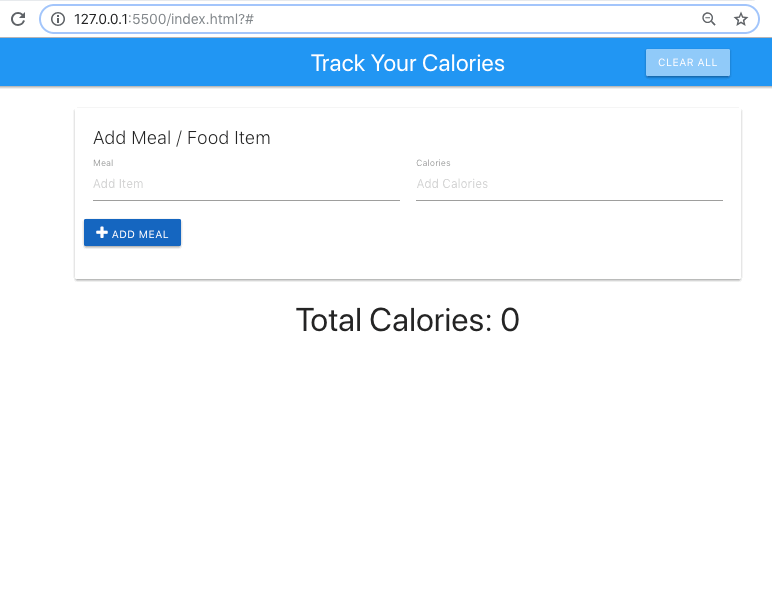 127.0.0.1:5500/index.html?#
Track Your Calories
CLEAR ALL
Add Meal / Food Item
Meal
Calories
Add Item
Add Calories
ADD MEAL
Total Calories: 0